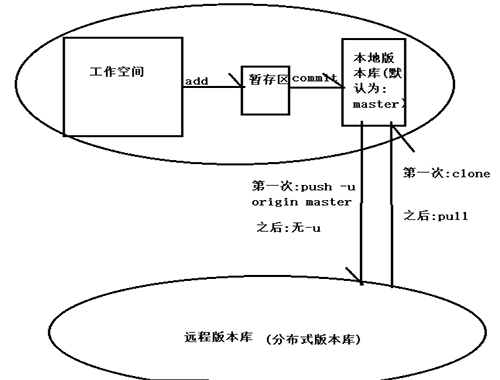 工作空间
add
暂存区
commit
本地版
本库(默
认为:
master)
第一次:push -u
origin master
之后:无-u
第一次:clone
之后:pull
远程版本库 (分布式版本库)